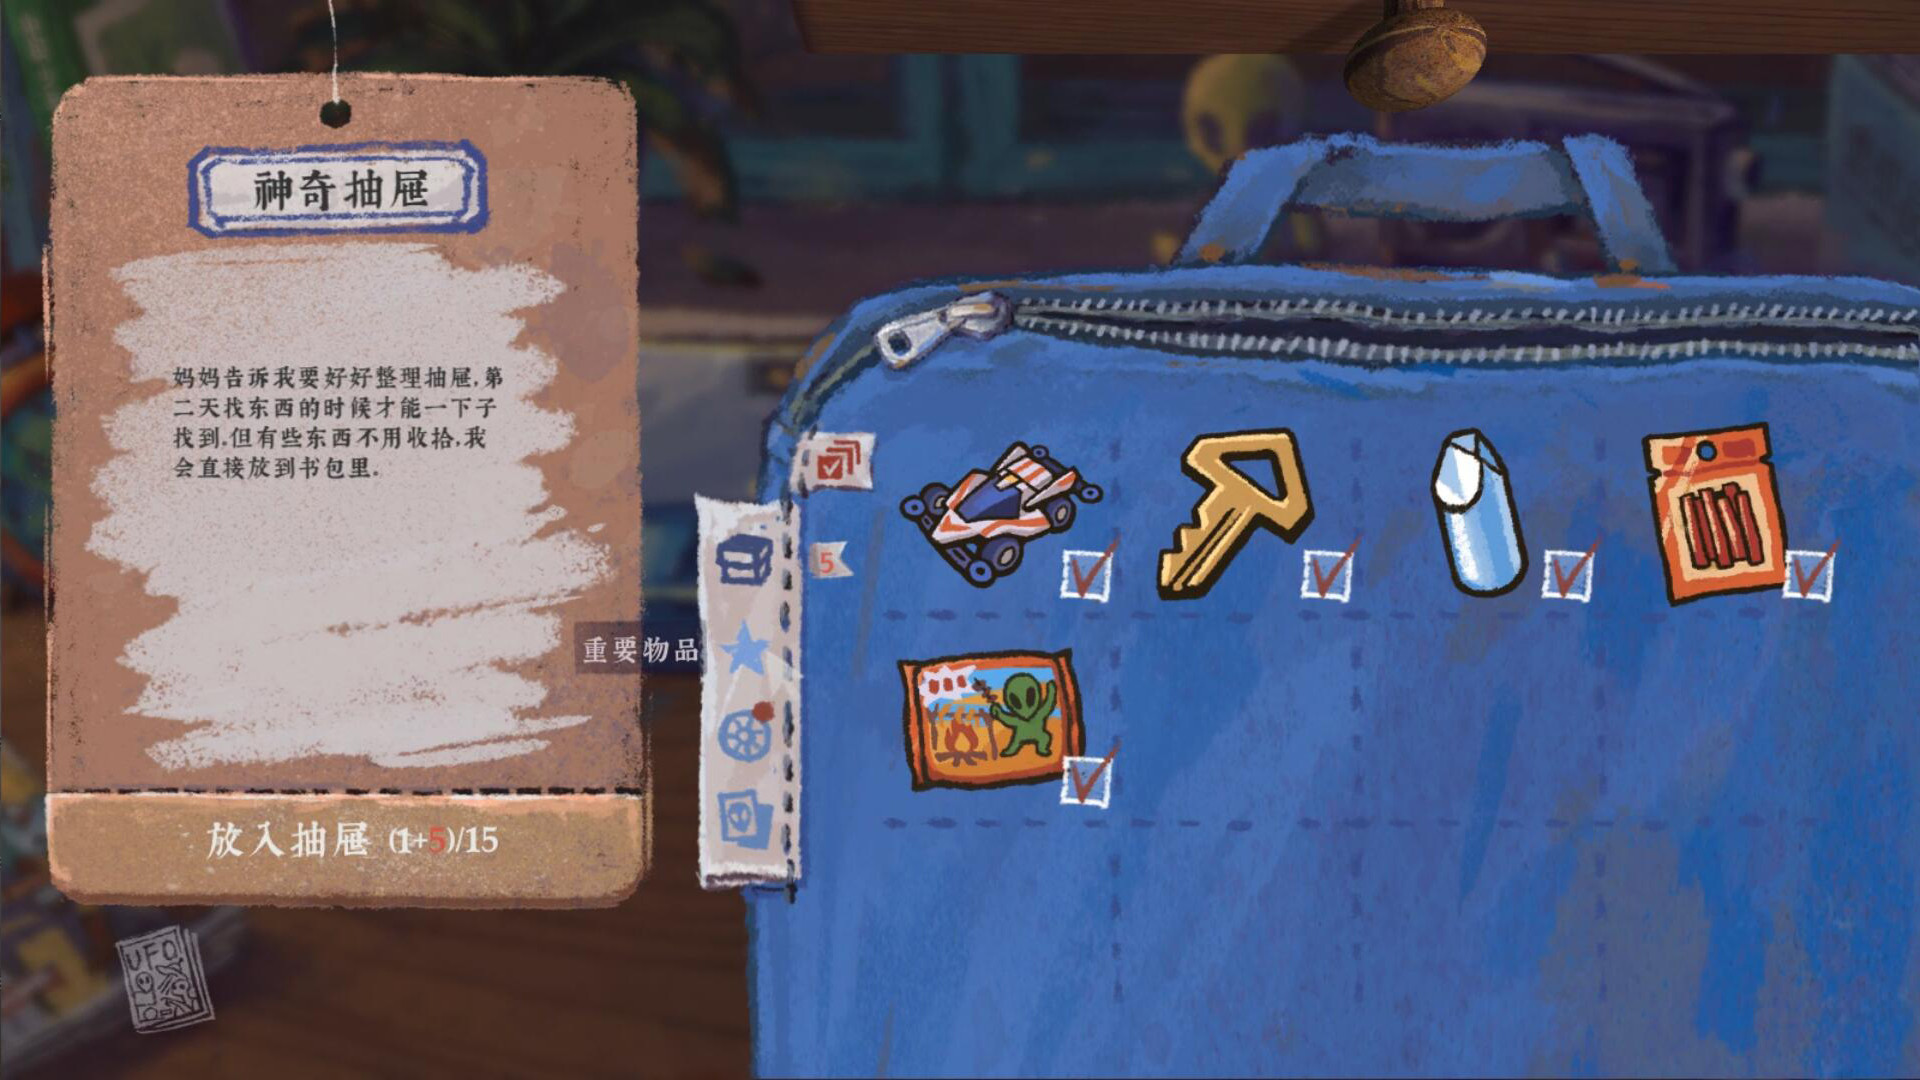 神奇抽屉
妈妈告诉我要好好整理抽屉,第
二天找东西的时候才能一下子
找到.但有些东西不用收拾,我
会直接放到书包里.
重要物品
5
放入抽屉 (1+5)/15
UFO